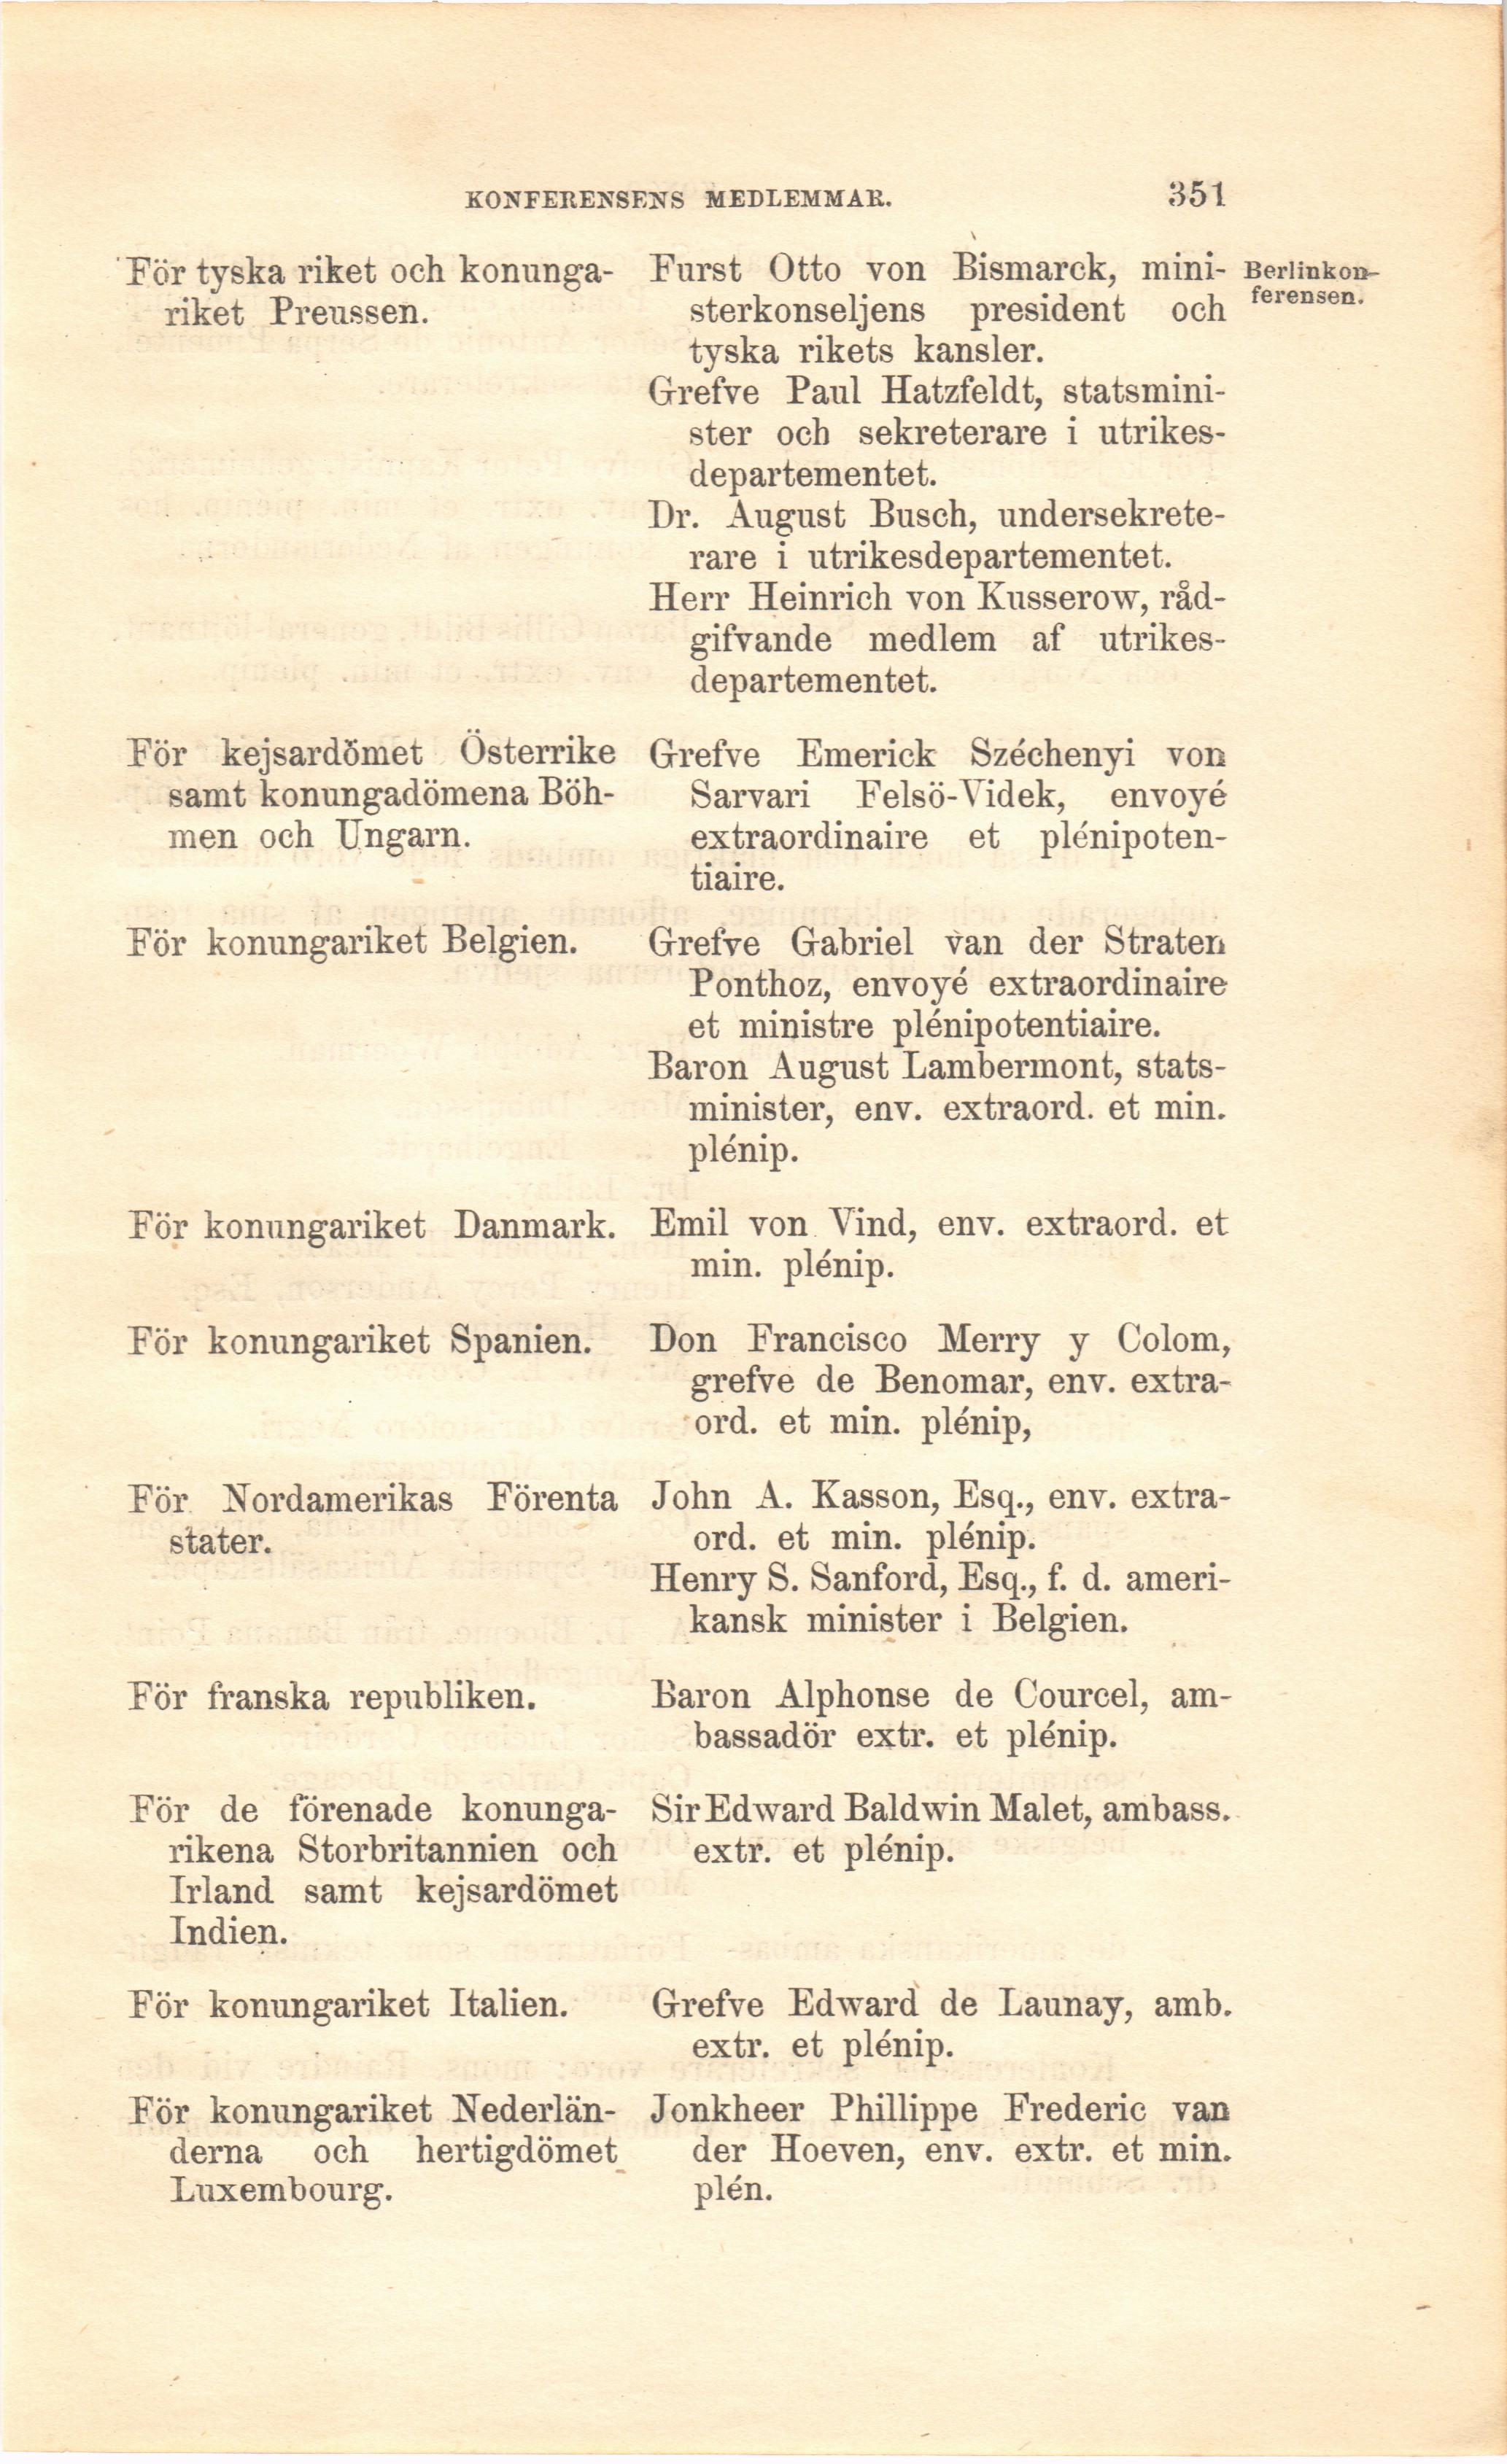 KONFERENSENS MEDLEMMAR. 351
Berlinkon-
ferensen.
För tyska riket och konunga-
riket Preussen.
Furst Otto von Bismarck, mini-
sterkonseljens president och
tyska rikets kansler.
Grefve Paul Hatzfeldt, statsmini-
ster och sekreterare i utrikes-
departementet.
Dr. August Busch, undersekrete-
rare i utrikesdepartementet.
Herr Heinrich von Kusserow, råd-
gifvande medlem af utrikes-
departementet.
För kejsardömet Österrike
samt konungadömena Böh-
men och Ungarn.
Grefve Emerick Széchenyi von
Sarvari Felsö-Videk, envoyé
extraordinaire et plénipoten-
tiaire.
För konungariket Belgien.
Grefve Gabriel van der Straten
Ponthoz, envoyé extraordinaire
et ministre plénipotentiaire.
Baron August Lambermont, stats-
minister, env. extraord. et min.
plénip.
För konungariket Danmark.
Emil von Vind, env. extraord. et
min. plénip.
För konungariket Spanien.
Don Francisco Merry y Colom,
grefve de Benomar, env. extra-
ord. et min. plénip,
För Nordamerikas Förenta
stater.
John A. Kasson, Esq., env. extra-
ord. et min. plénip.
Henry S. Sanford, Esq., f. d. ameri-
kansk minister i Belgien.
För franska republiken.
Baron Alphonse de Courcel, am-
bassadör extr. et plénip.
För de förenade konunga-
rikena Storbritannien och
Irland samt kejsardömet
Indien.
Sir Edward Baldwin Malet, ambass.
extr. et plénip.
För konungariket Italien.
Grefve Edward de Launay, amb.
extr. et plénip.
För konungariket Nederlän-
derna och hertigdömet
Luxembourg.
Jonkheer Phillippe Frederic van
der Hoeven, env. extr. et min.
plén.